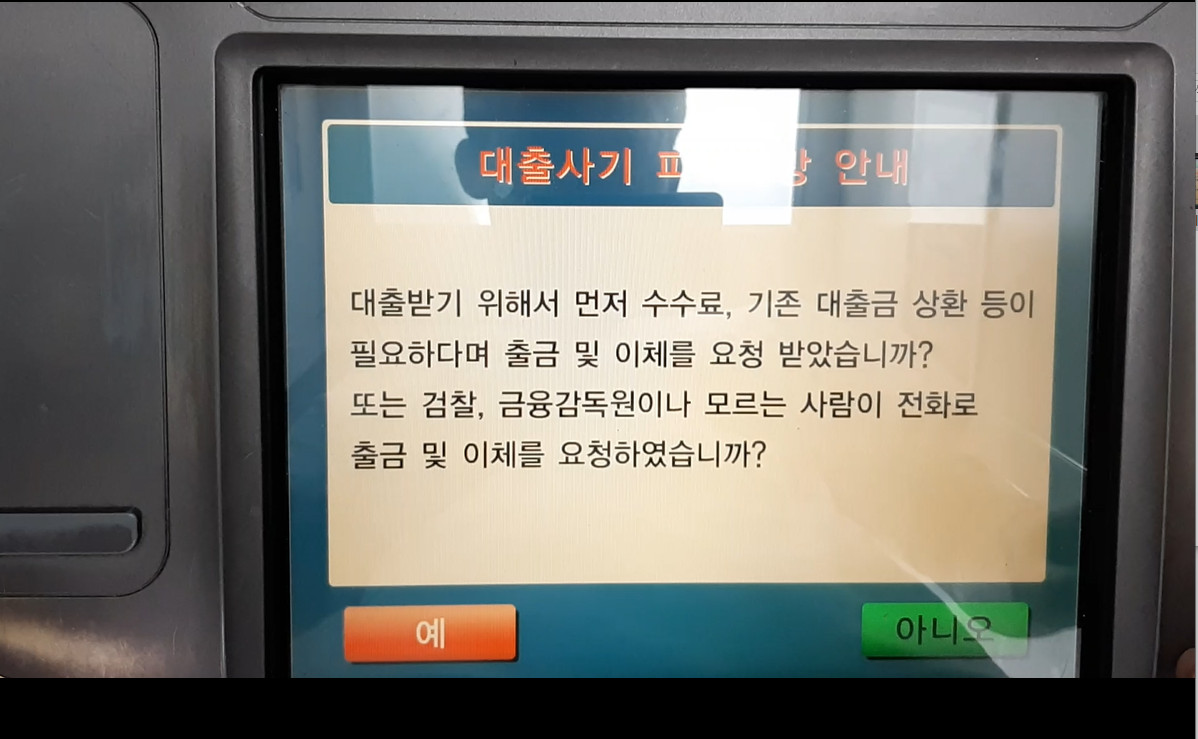 대출사기 안내
대출받기 위해서 먼저 수수료, 기존 대출금 상환 등이
필요하다며 출금 및 이체를 요청 받았습니까?
또는 검찰, 금융감독원이나 모르는 사람이 전화로
출금 및 이체를 요청하였습니까?
예
아니오